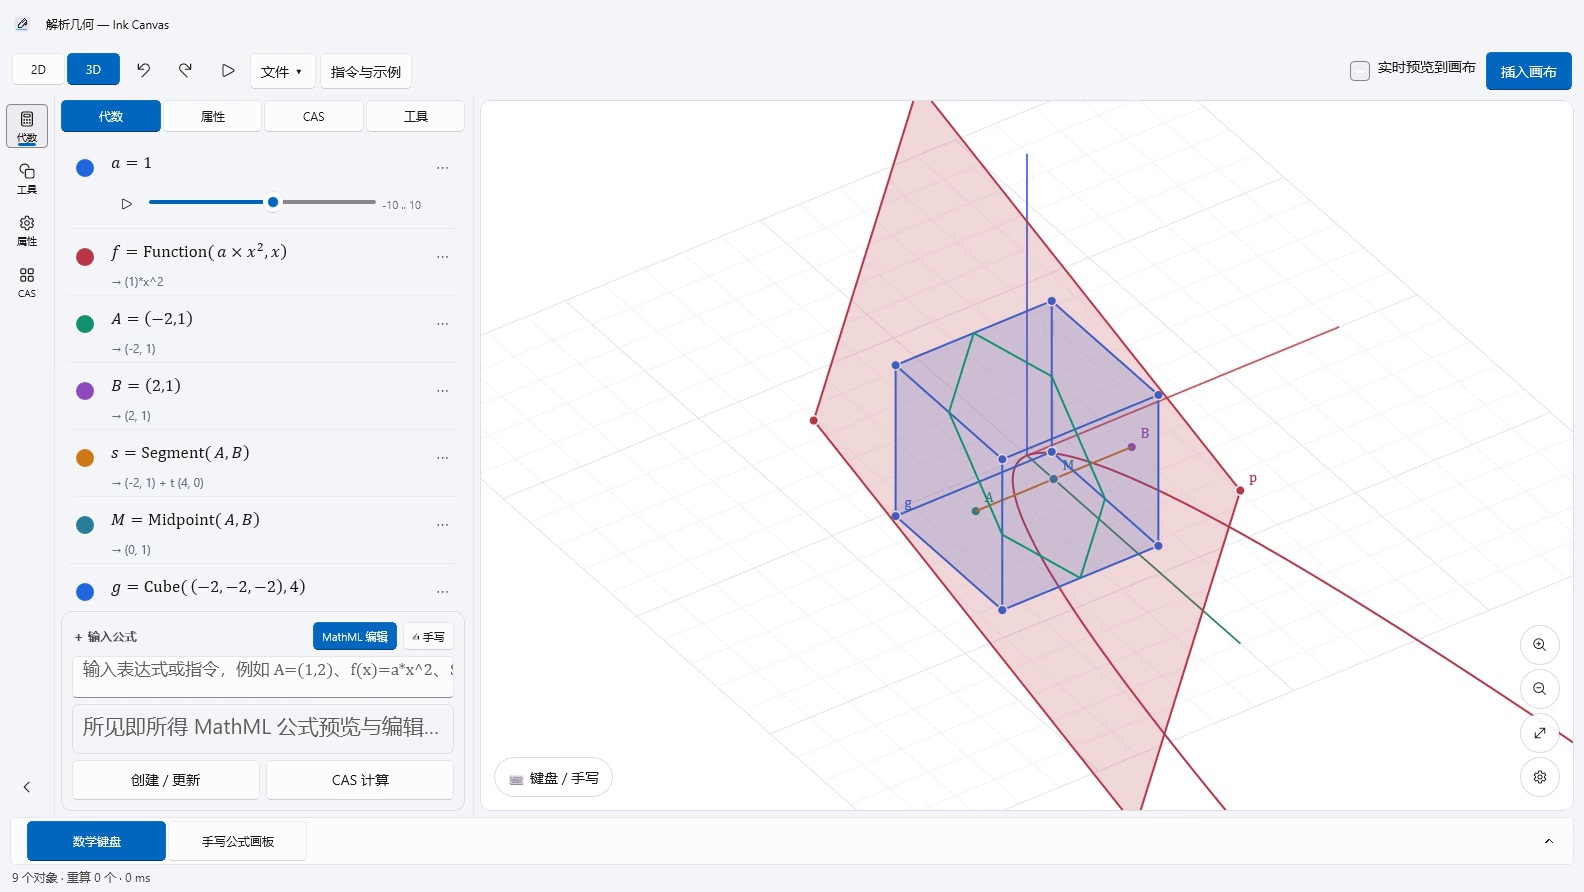 解析几何 — Ink Canvas
2D 3D 文件 ▾ 指令与示例 实时预览到画布 插入画布
代数 属性 CAS 工具
代数
工具
属性
CAS
a = 1
-10 .. 10
f = Function( a × x², x)
→ (1)*x^2
A = (−2,1)
→ (-2, 1)
B = (2,1)
→ (2, 1)
s = Segment( A, B)
→ (-2, 1) + t (4, 0)
M = Midpoint( A, B)
→ (0, 1)
g = Cube( (−2, −2, −2), 4)
+ 输入公式 MathML 编辑 手写
输入表达式或指令，例如 A=(1,2)、f(x)=a*x^2、
所见即所得 MathML 公式预览与编辑...
创建 / 更新 CAS 计算
B
M
p
A
g
键盘 / 手写
数学键盘 手写公式画板
9 个对象 · 重算 0 个 · 0 ms